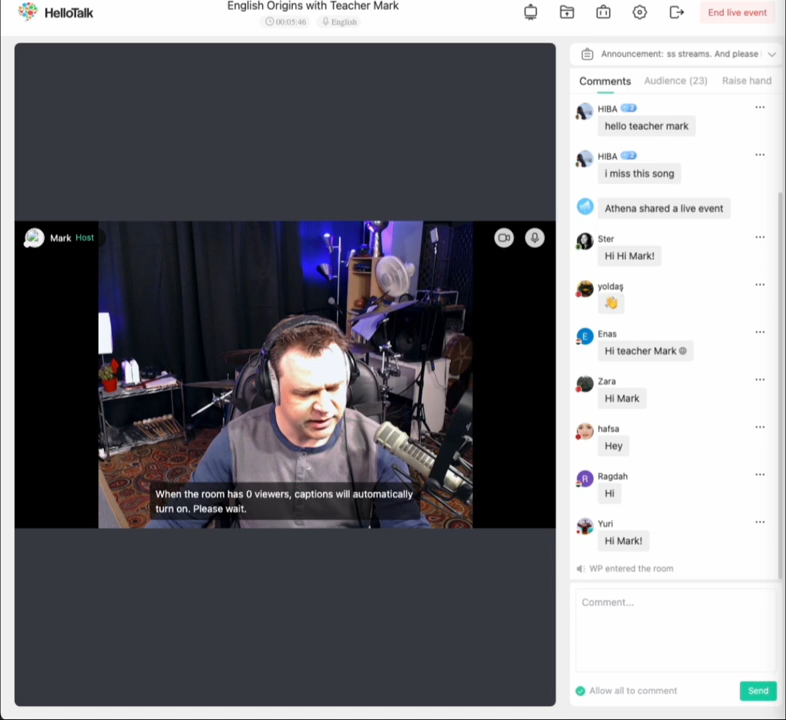 HelloTalk
English Origins with Teacher Mark
00:05:46
English
End live event
Mark Host
When the room has 0 viewers, captions will automatically
turn on. Please wait.
Announcement: ss streams. And please
Comments
Audience (23)
Raise hand
HIBA
hello teacher mark
HIBA
i miss this song
Athena shared a live event
Ster
Hi Hi Mark!
yoldaş
👋
Enas
E
Hi teacher Mark 😄
Zara
Hi Mark
hafsa
Hey
Ragdah
R
Hi
Yuri
Hi Mark!
WP entered the room
Comment...
Allow all to comment
Send